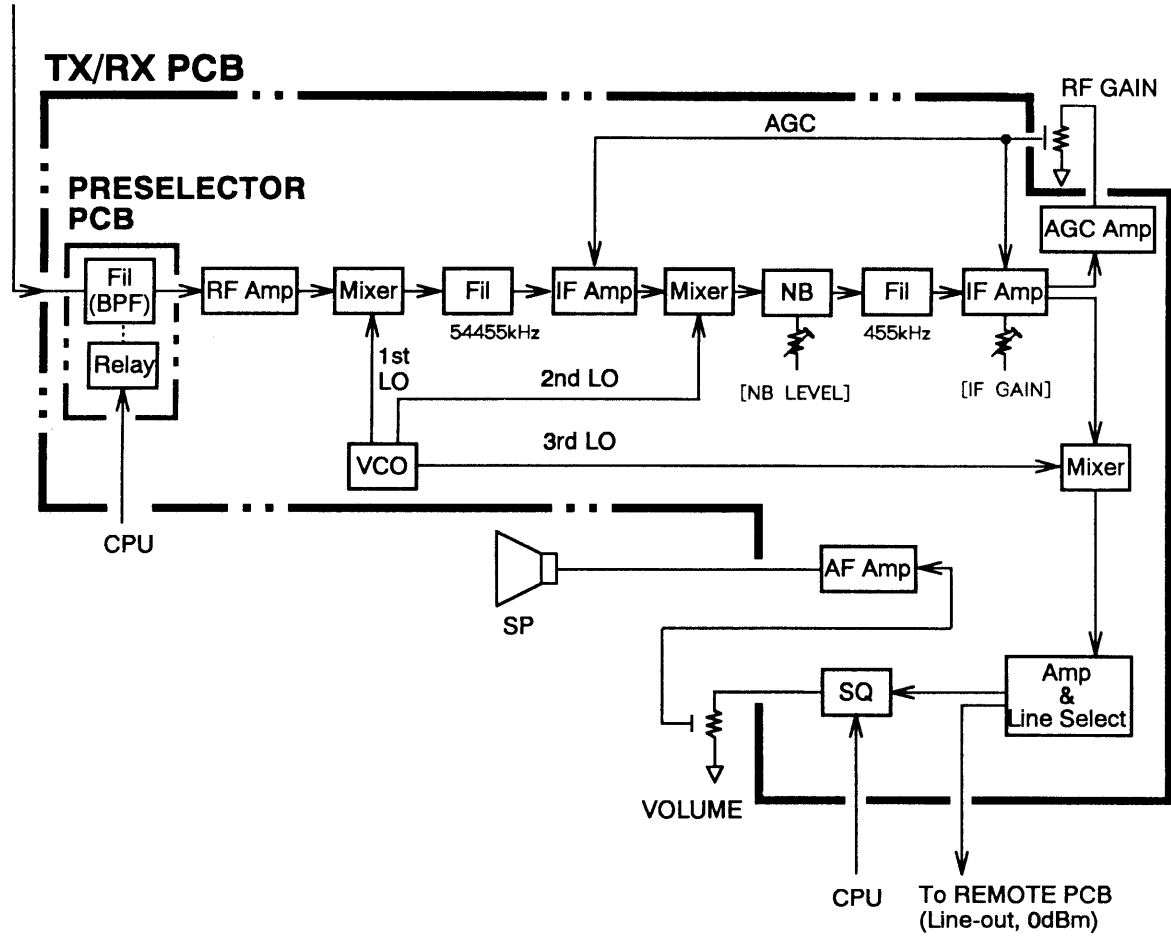 TX/RX PCB
RF GAIN
AGC
PRESELECTOR
PCB
AGC Amp
Fil
(BPF)
RF Amp
Mixer
Fil
IF Amp
Mixer
NB
Fil
IF Amp
54455kHz
455kHz
Relay
1st
LO
2nd LO
[NB LEVEL]
[IF GAIN]
3rd LO
VCO
Mixer
CPU
AF Amp
SP
SQ
Amp
&
Line Select
VOLUME
CPU
To REMOTE PCB
(Line-out, 0dBm)